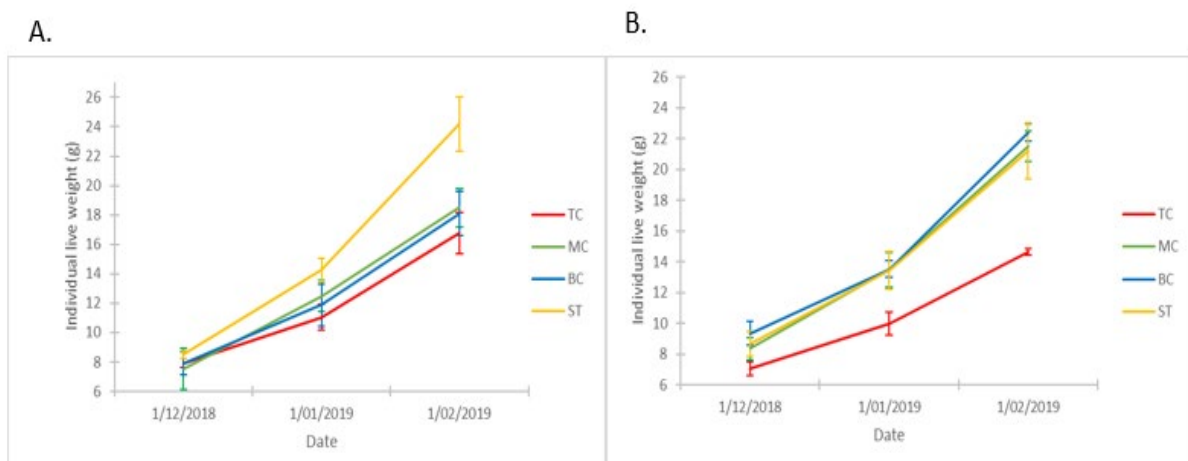 A.
B.
Individual live weight (g)
26
24
22
20
18
16
14
12
10
8
6
1/12/2018
1/01/2019
1/02/2019
Date
TC
MC
BC
ST
Individual live weight (g)
26
24
22
20
18
16
14
12
10
8
6
1/12/2018
1/01/2019
1/02/2019
Date
TC
MC
BC
ST